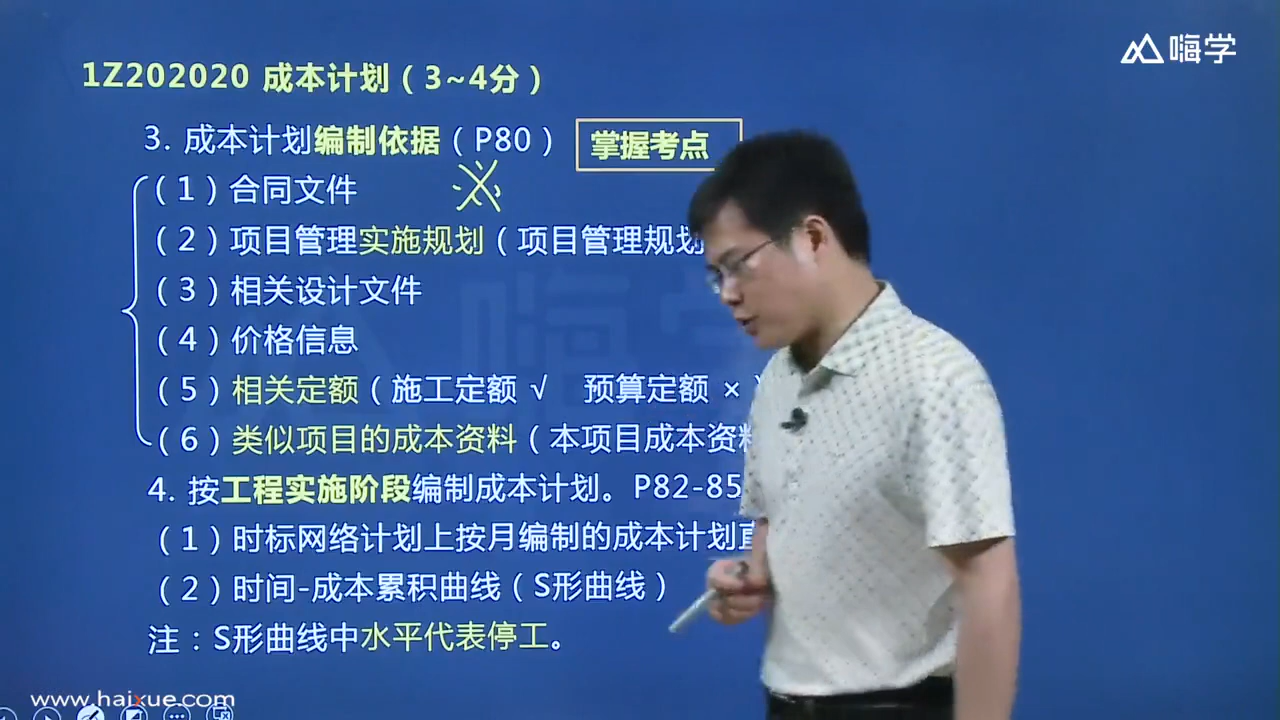 嗨学
1Z202020 成本计划（3~4分）
3. 成本计划编制依据（P80）
掌握考点
（1）合同文件
（2）项目管理实施规划（项目管理规划
（3）相关设计文件
（4）价格信息
（5）相关定额（施工定额 √ 预算定额 ×
（6）类似项目的成本资料（本项目成本资料
4. 按工程实施阶段编制成本计划。P82-85
（1）时标网络计划上按月编制的成本计划直
（2）时间-成本累积曲线（S形曲线）
注：S形曲线中水平代表停工。
www.haixue.com